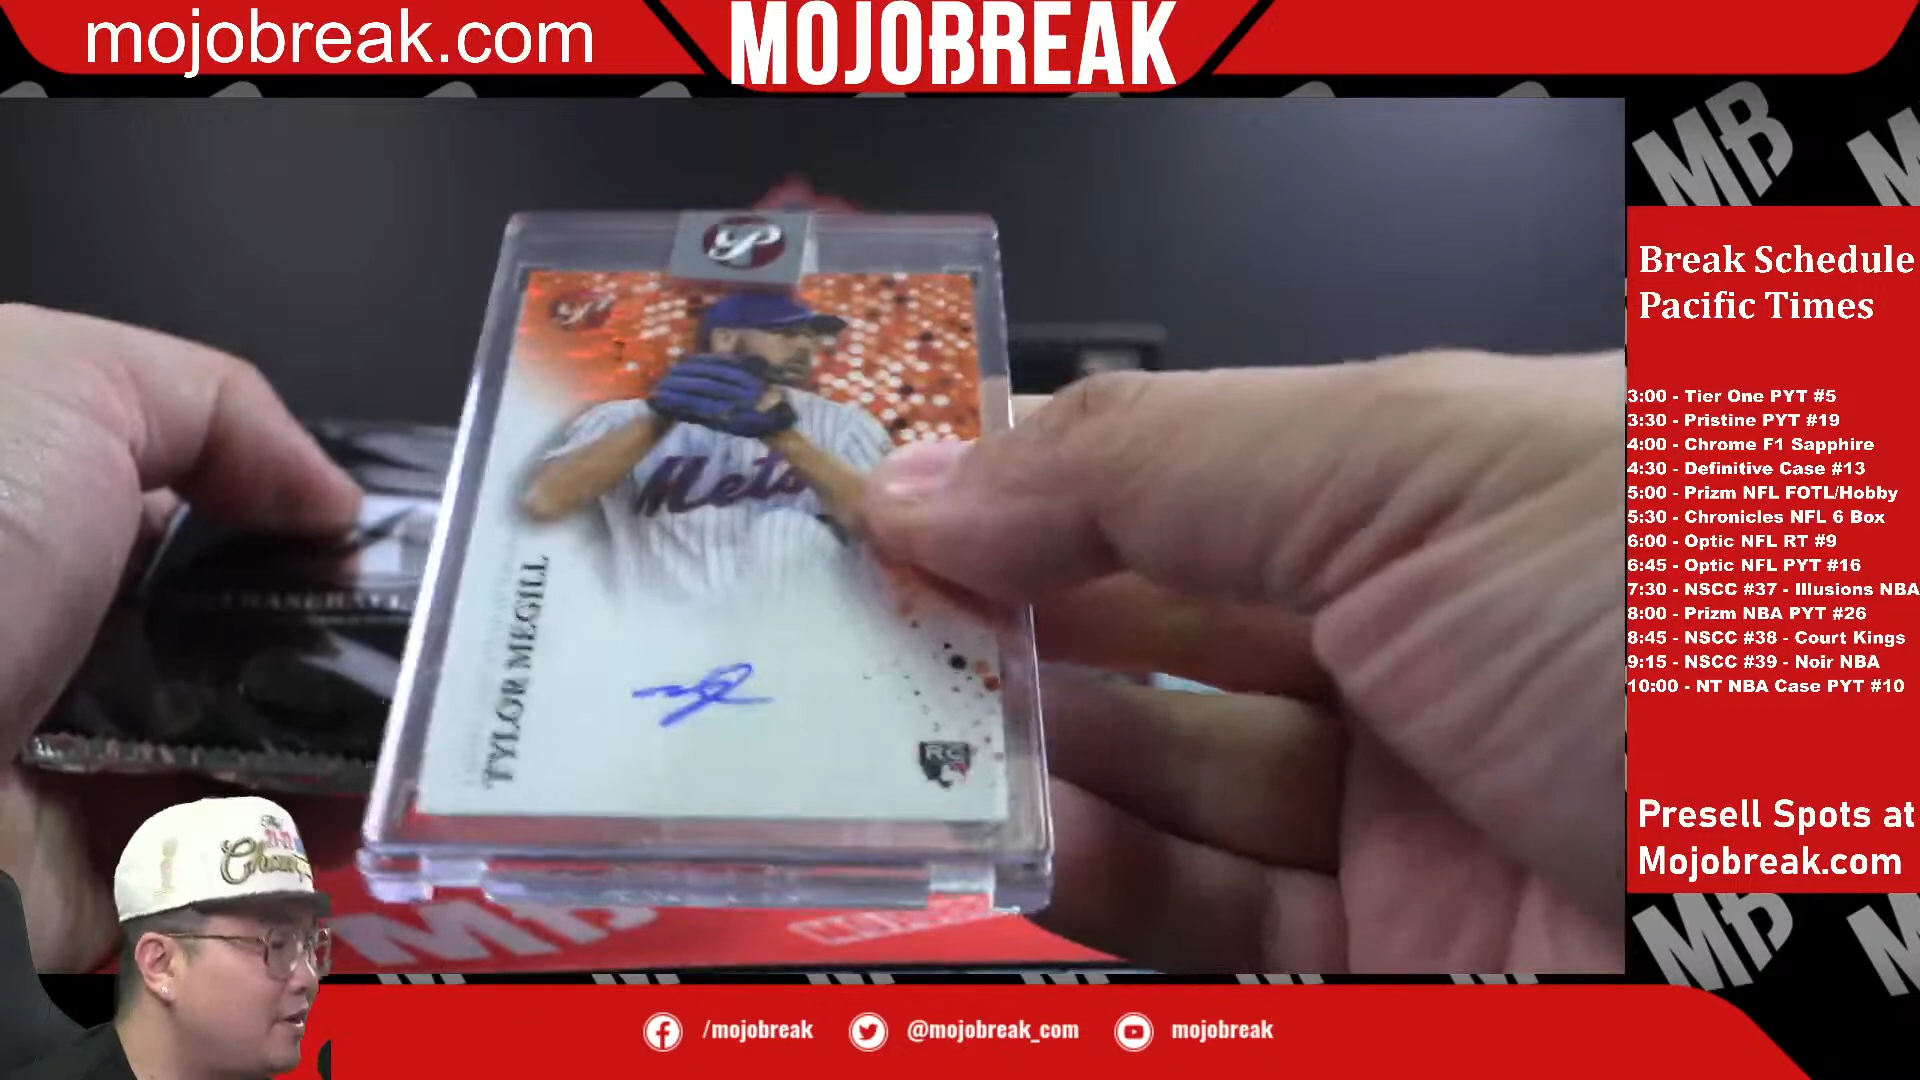 mojobreak.com
MOJOBREAK
MB
Break Schedule
Pacific Times
3:00 - Tier One PYT #5
3:30 - Pristine PYT #19
4:00 - Chrome F1 Sapphire
4:30 - Definitive Case #13
5:00 - Prizm NFL FOTL/Hobby
5:30 - Chronicles NFL 6 Box
6:00 - Optic NFL RT #9
6:45 - Optic NFL PYT #16
7:30 - NSCC #37 - Illusions NBA
8:00 - Prizm NBA PYT #26
8:45 - NSCC #38 - Court Kings
9:15 - NSCC #39 - Noir NBA
10:00 - NT NBA Case PYT #10
Presell Spots at
Mojobreak.com
MB
P
Mets
TYLOR MEGILL
RC
BASEBALL
MB
/mojobreak
@mojobreak_com
mojobreak